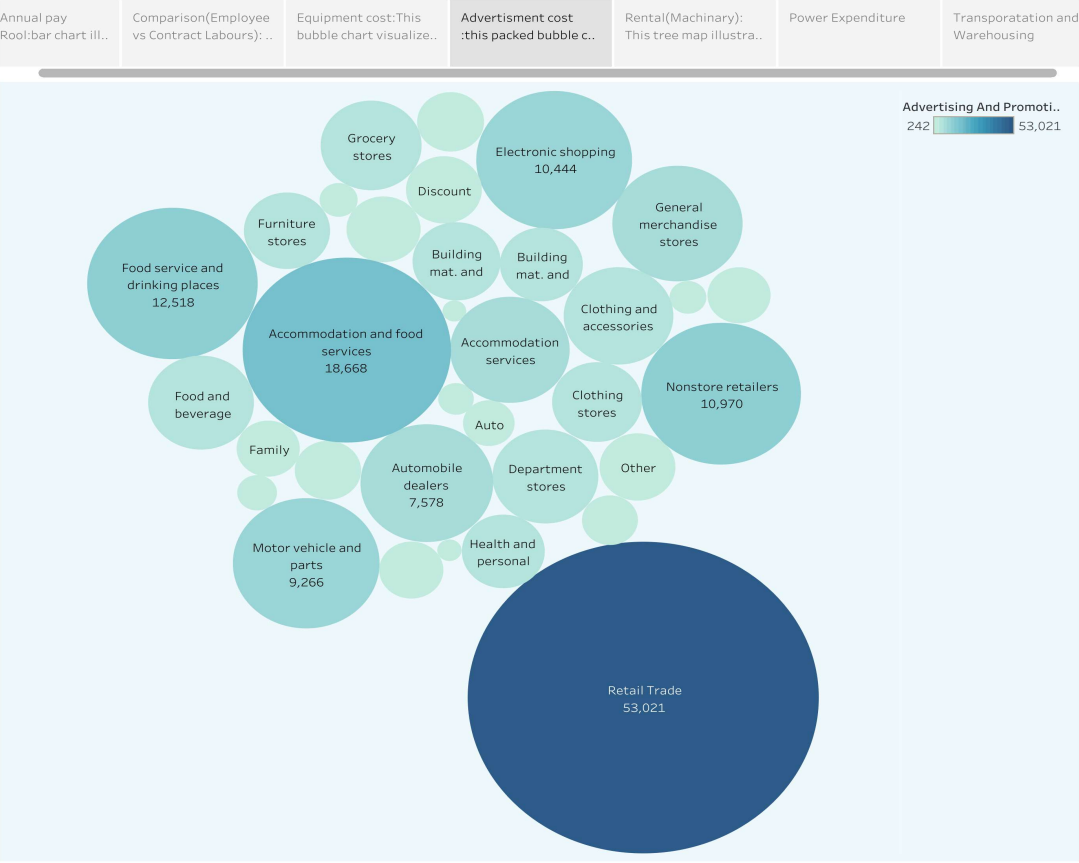 Annual pay
Rool:bar chart ill..
Comparison(Employee
vs Contract Labours): ..
Equipment cost:This
bubble chart visualize..
Advertisment cost
:this packed bubble c..
Rental(Machinary):
This tree map illustra..
Power Expenditure
Transporatation and
Warehousing
Advertising And Promoti..
242
53,021
Grocery
stores
Electronic shopping
10,444
Discount
General
merchandise
stores
Furniture
stores
Building
mat. and
Building
mat. and
Food service and
drinking places
12,518
Accommodation and food
services
18,668
Clothing and
accessories
Accommodation
services
Nonstore retailers
10,970
Food and
beverage
Clothing
stores
Auto
Family
Automobile
dealers
7,578
Department
stores
Other
Motor vehicle and
parts
9,266
Health and
personal
Retail Trade
53,021